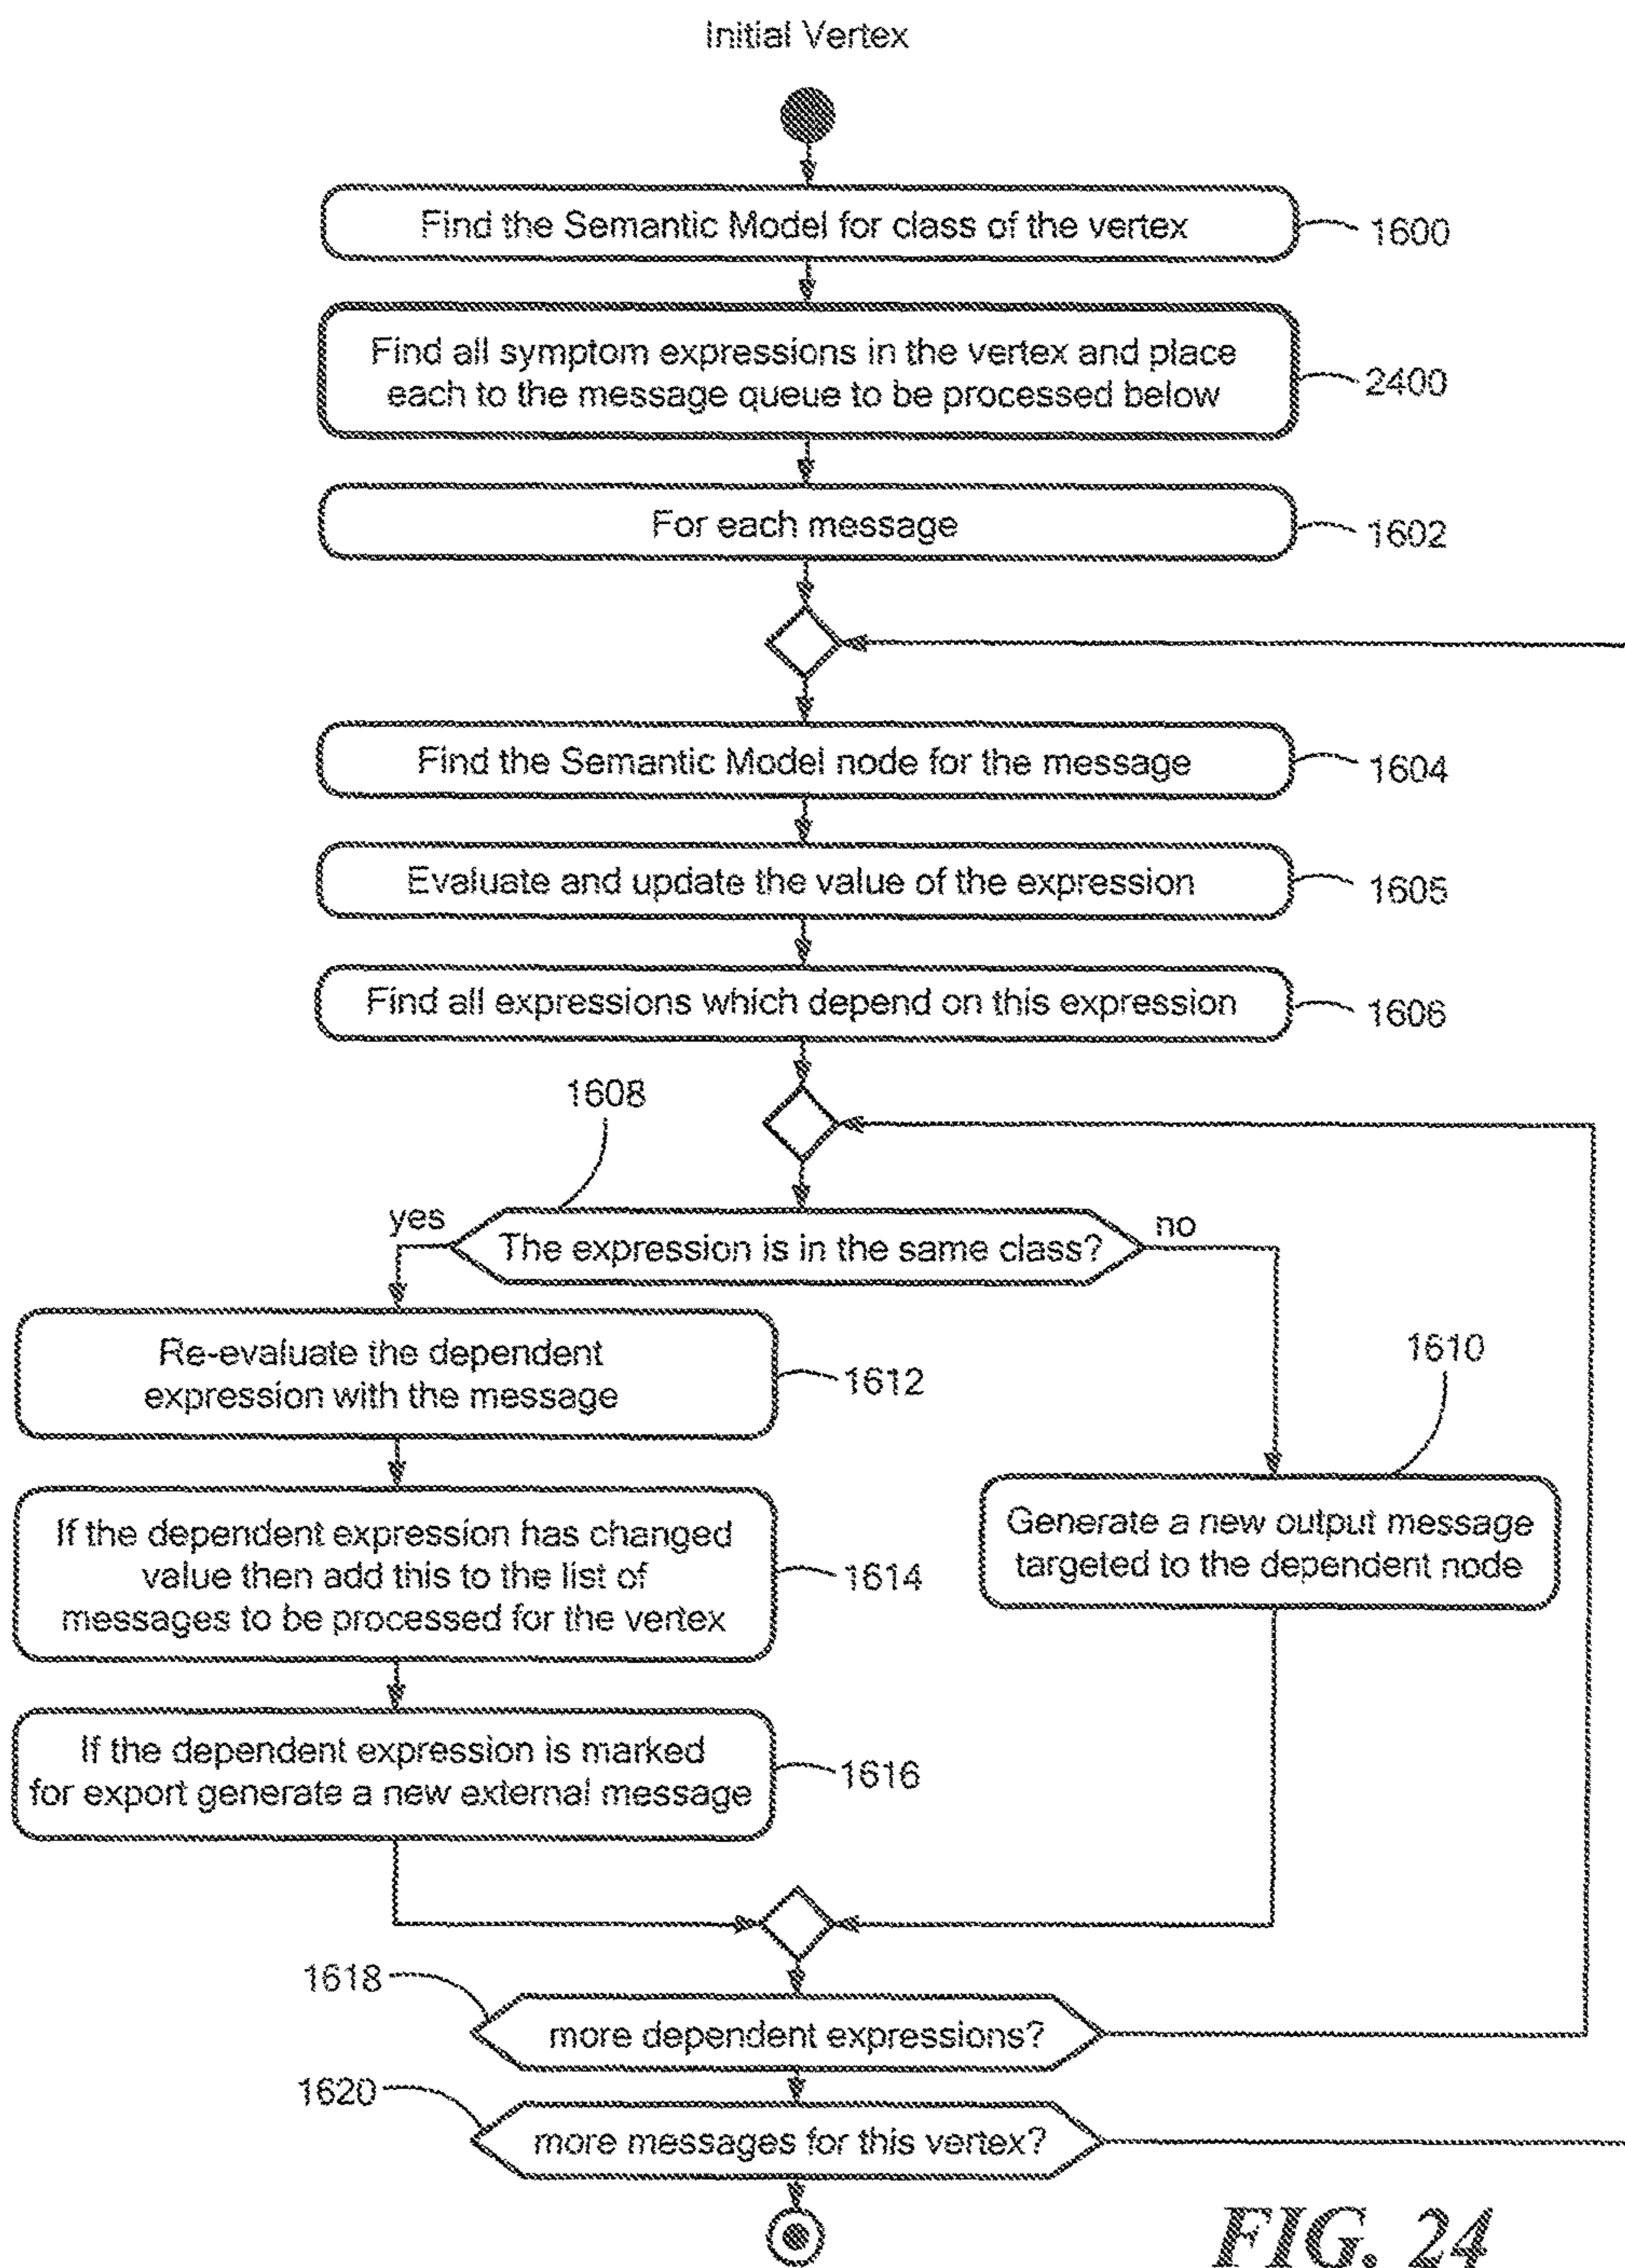 Initial Vertex
Find the Semantic Model for class of the vertex
1600
Find all symptom expressions in the vertex and place
each to the message queue to be processed below
2400
For each message
1602
Find the Semantic Model node for the message
1604
Evaluate and update the value of the expression
1605
Find all expressions which depend on this expression
1606
1608
yes
The expression is in the same class?
no
Re-evaluate the dependent
expression with the message
1612
1610
If the dependent expression has changed
value then add this to the list of
messages to be processed for the vertex
1614
Generate a new output message
targeted to the dependent node
If the dependent expression is marked
for export generate a new external message
1616
1618
more dependent expressions?
1620
more messages for this vertex?
FIG. 24